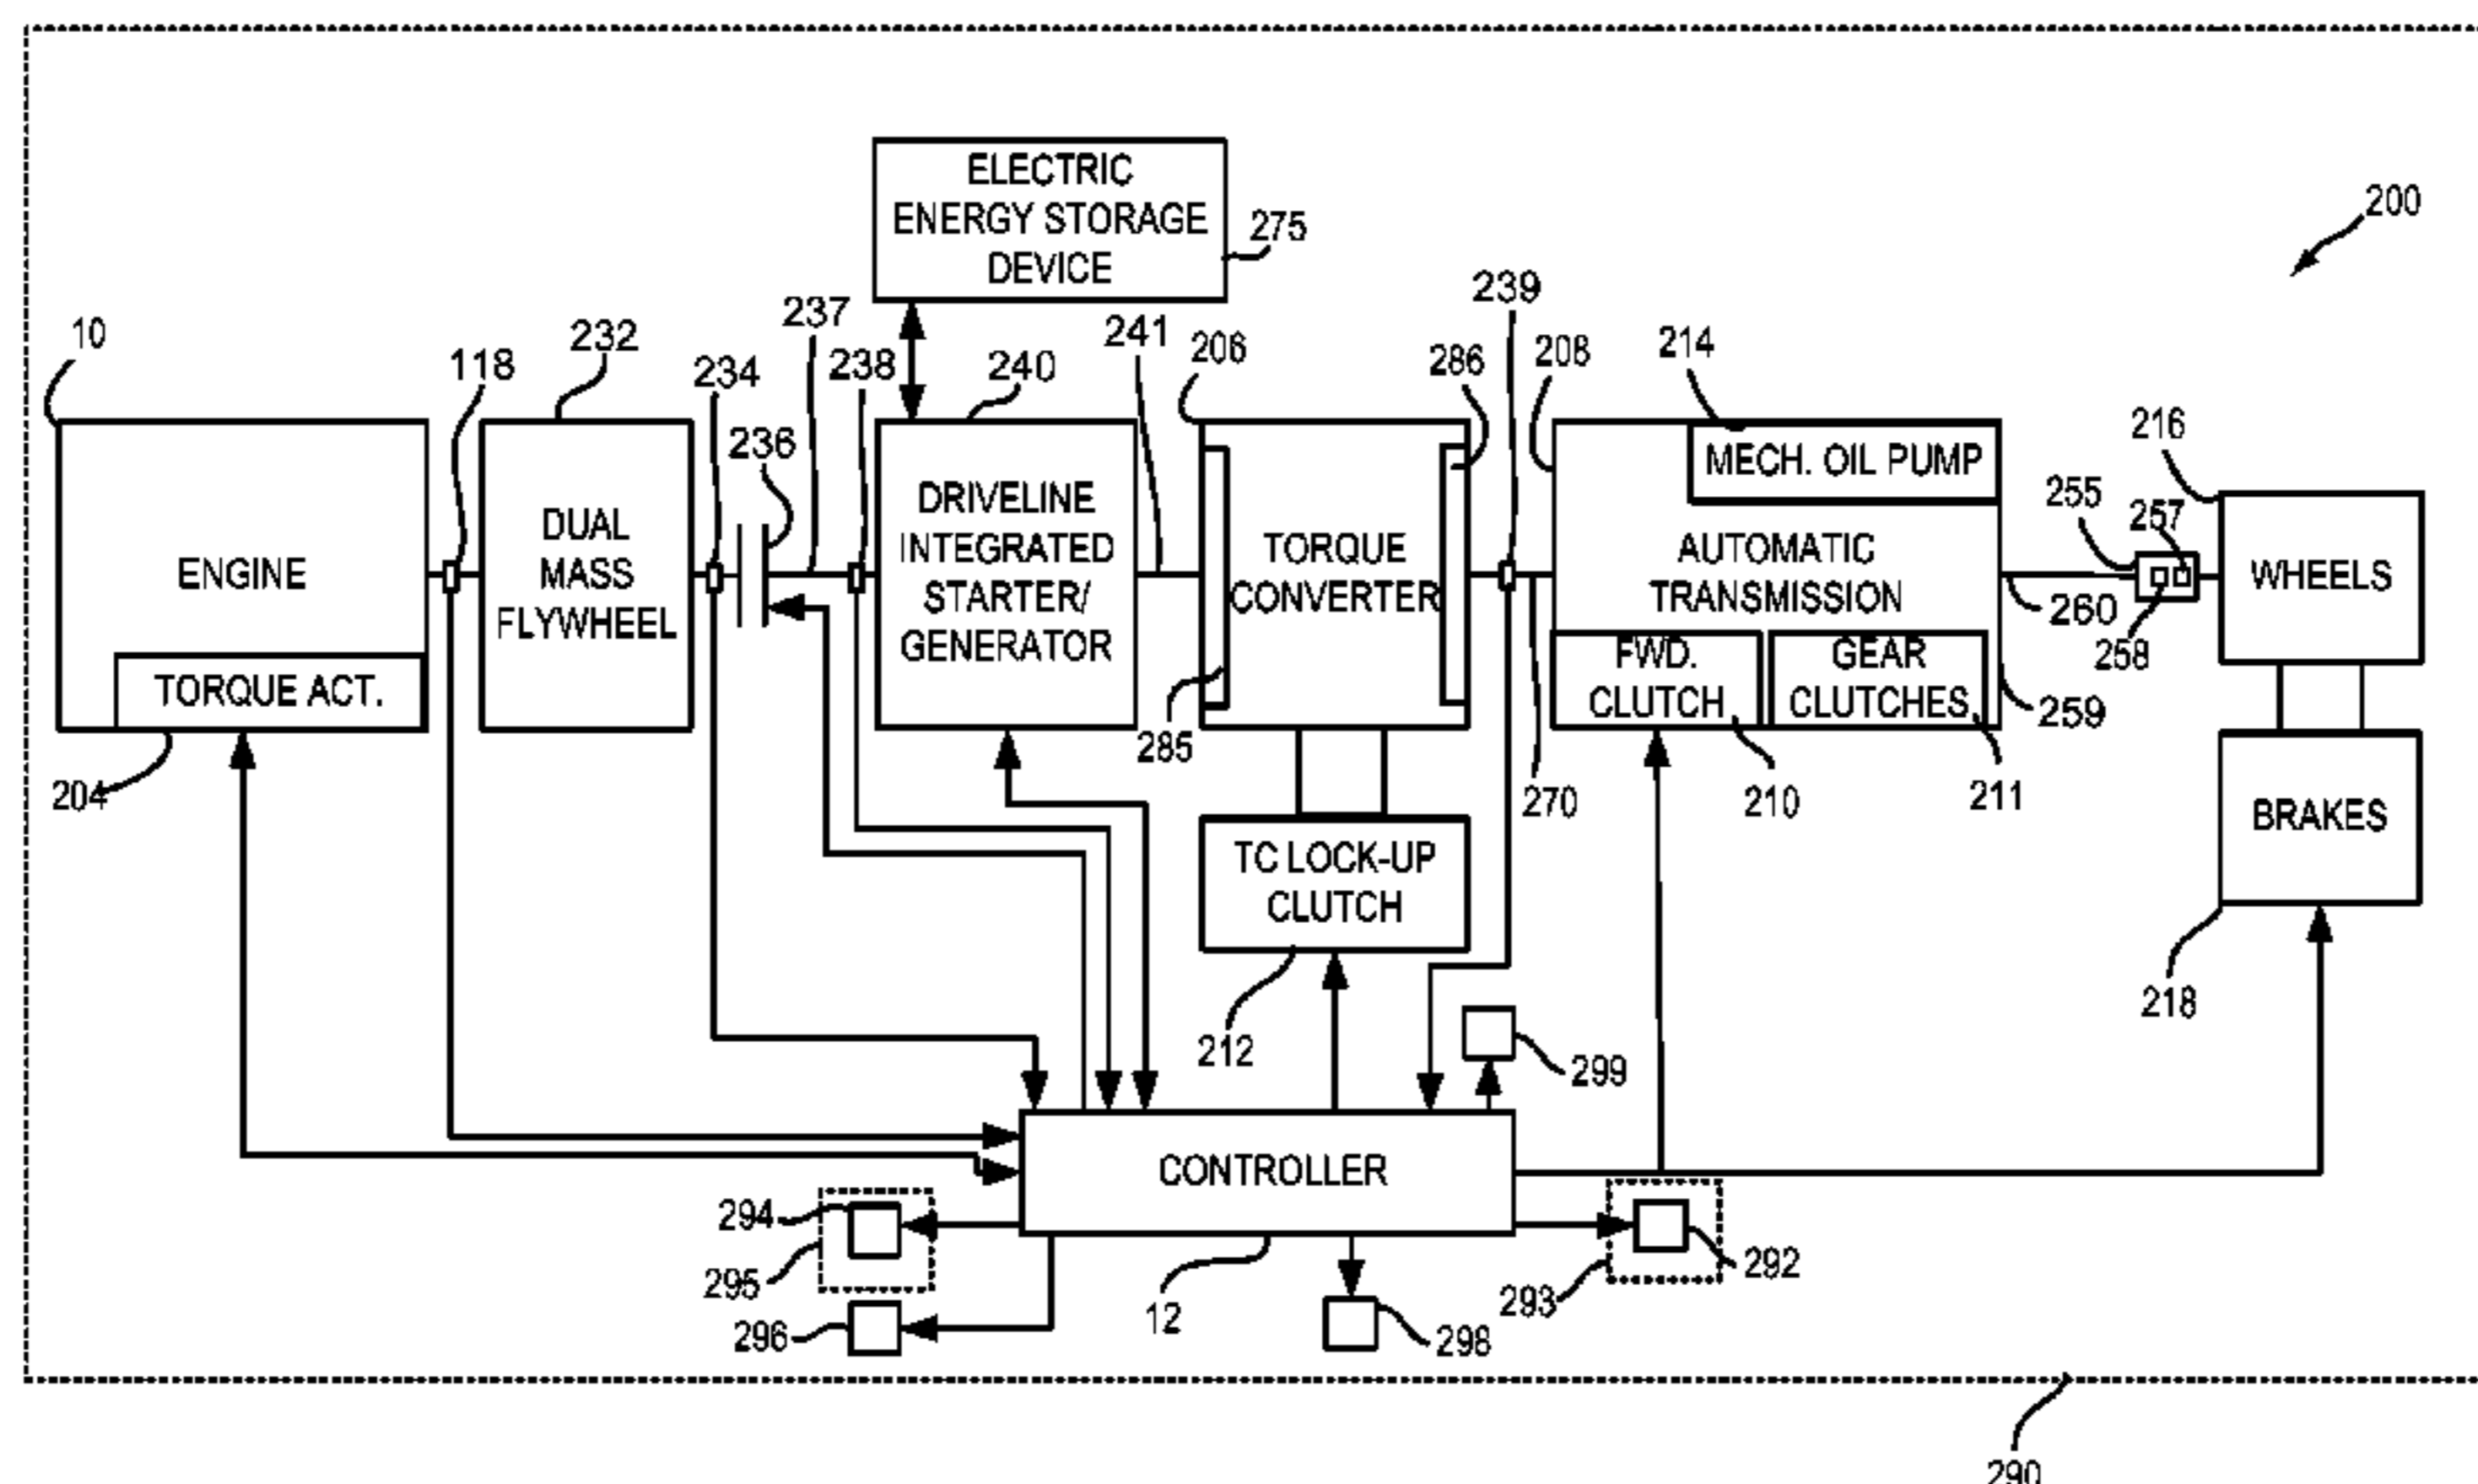 ELECTRIC
ENERGY STORAGE
DEVICE
275
200
10
118
232
234
236
237
238
240
241
206
286
239
208
214
216
255
257
258
260
259
ENGINE
TORQUE ACT.
204
DUAL
MASS
FLYWHEEL
DRIVELINE
INTEGRATED
STARTER/
GENERATOR
TORQUE
CONVERTER
285
MECH. OIL PUMP
AUTOMATIC
TRANSMISSION
FWD.
CLUTCH
GEAR
CLUTCHES
270
210
211
WHEELS
BRAKES
218
TC LOCK-UP
CLUTCH
212
299
CONTROLLER
12
294
295
296
298
293
292
290